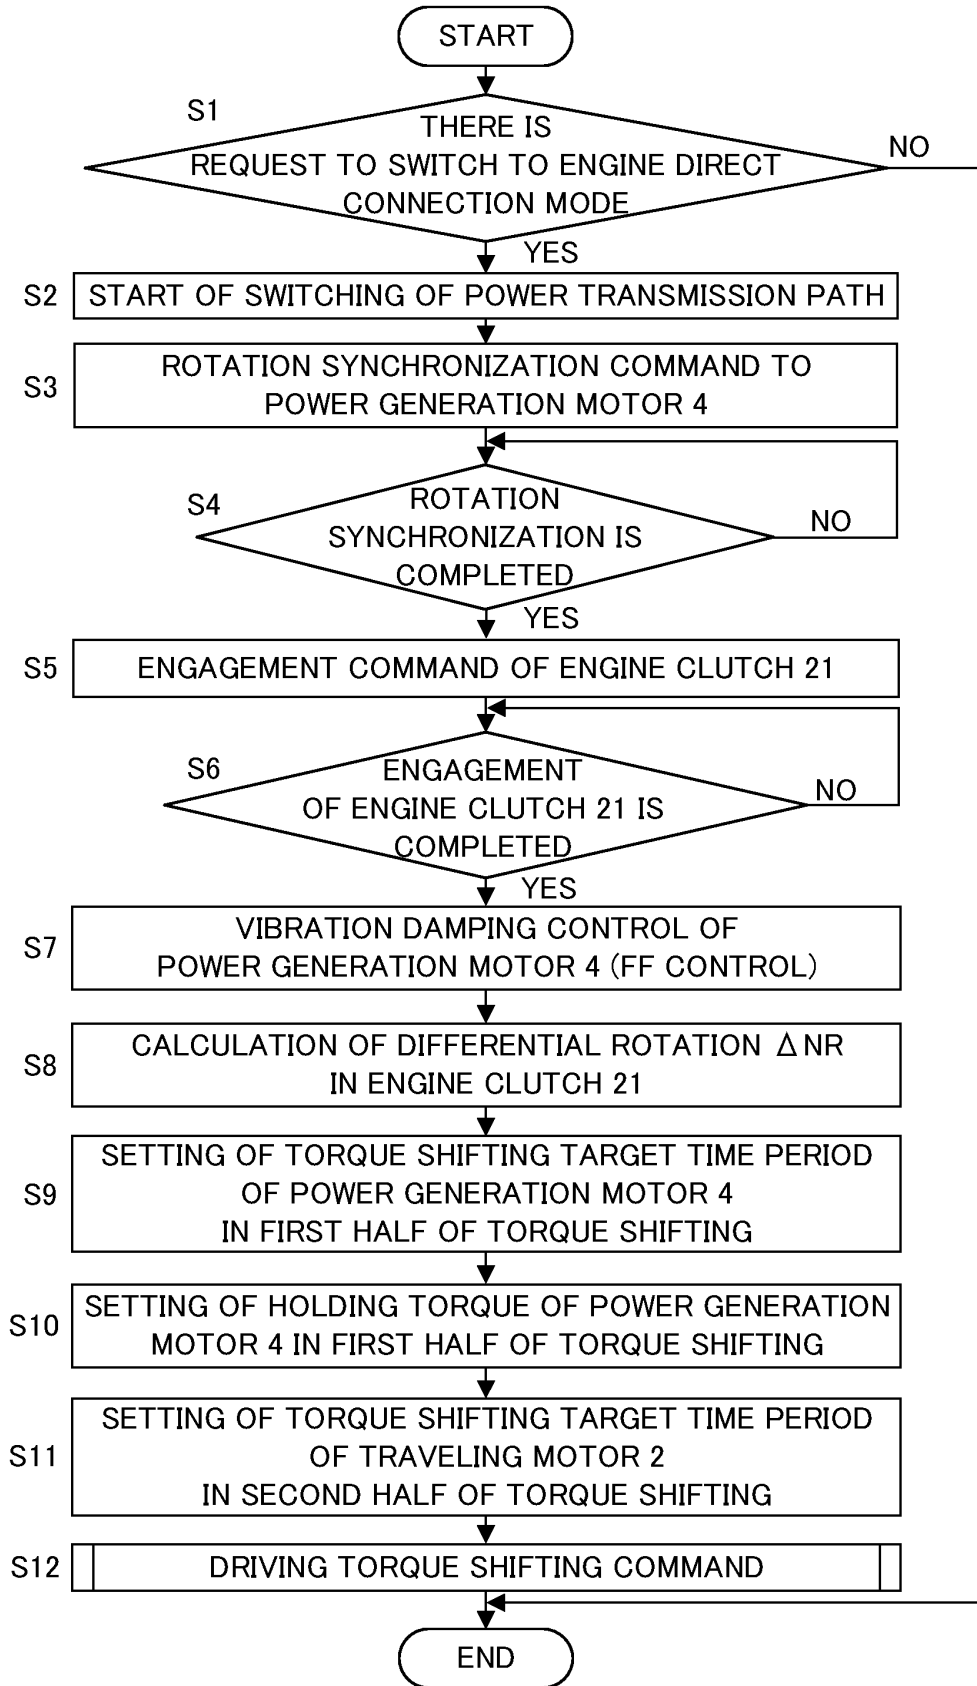 START
S1
THERE IS
REQUEST TO SWITCH TO ENGINE DIRECT
CONNECTION MODE
NO
YES
S2
START OF SWITCHING OF POWER TRANSMISSION PATH
S3
ROTATION SYNCHRONIZATION COMMAND TO
POWER GENERATION MOTOR 4
S4
ROTATION
SYNCHRONIZATION IS
COMPLETED
NO
YES
S5
ENGAGEMENT COMMAND OF ENGINE CLUTCH 21
S6
ENGAGEMENT
OF ENGINE CLUTCH 21 IS
COMPLETED
NO
YES
S7
VIBRATION DAMPING CONTROL OF
POWER GENERATION MOTOR 4 (FF CONTROL)
S8
CALCULATION OF DIFFERENTIAL ROTATION ΔNR
IN ENGINE CLUTCH 21
S9
SETTING OF TORQUE SHIFTING TARGET TIME PERIOD
OF POWER GENERATION MOTOR 4
IN FIRST HALF OF TORQUE SHIFTING
S10
SETTING OF HOLDING TORQUE OF POWER GENERATION
MOTOR 4 IN FIRST HALF OF TORQUE SHIFTING
S11
SETTING OF TORQUE SHIFTING TARGET TIME PERIOD
OF TRAVELING MOTOR 2
IN SECOND HALF OF TORQUE SHIFTING
S12
DRIVING TORQUE SHIFTING COMMAND
END